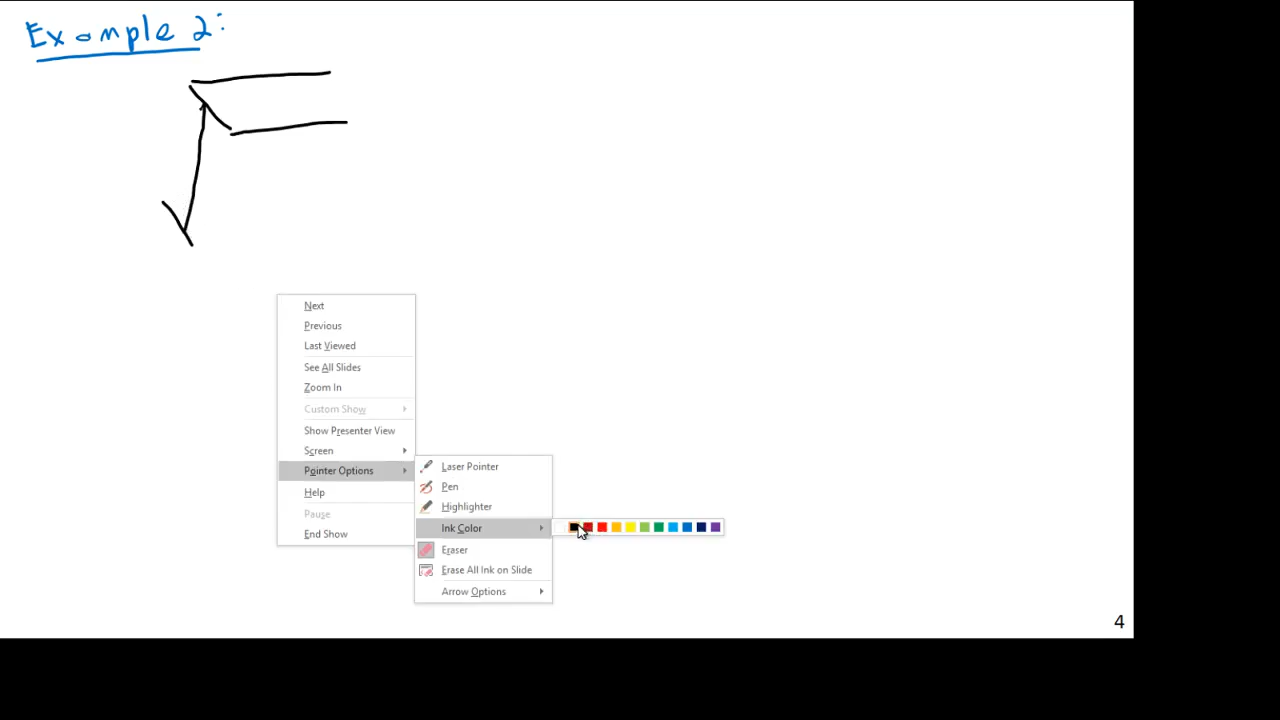 Example 2:
Next
Previous
Last Viewed
See All Slides
Zoom In
Custom Show
Show Presenter View
Screen
Pointer Options
Help
Pause
End Show
Laser Pointer
Pen
Highlighter
Ink Color
Eraser
Erase All Ink on Slide
Arrow Options
4